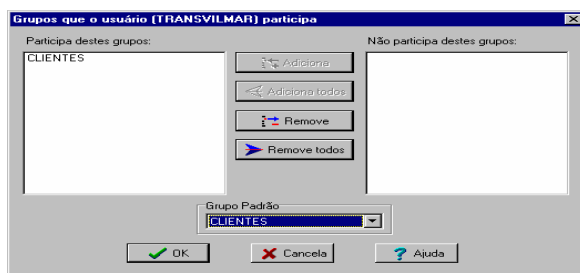 Grupos que o usuário (TRANSVILMAR) participa
Participa destes grupos:
Não participa destes grupos:
CLIENTES
Adiciona
Adiciona todos
Remove
Remove todos
Grupo Padrão
CLIENTES
OK
Cancela
Ajuda